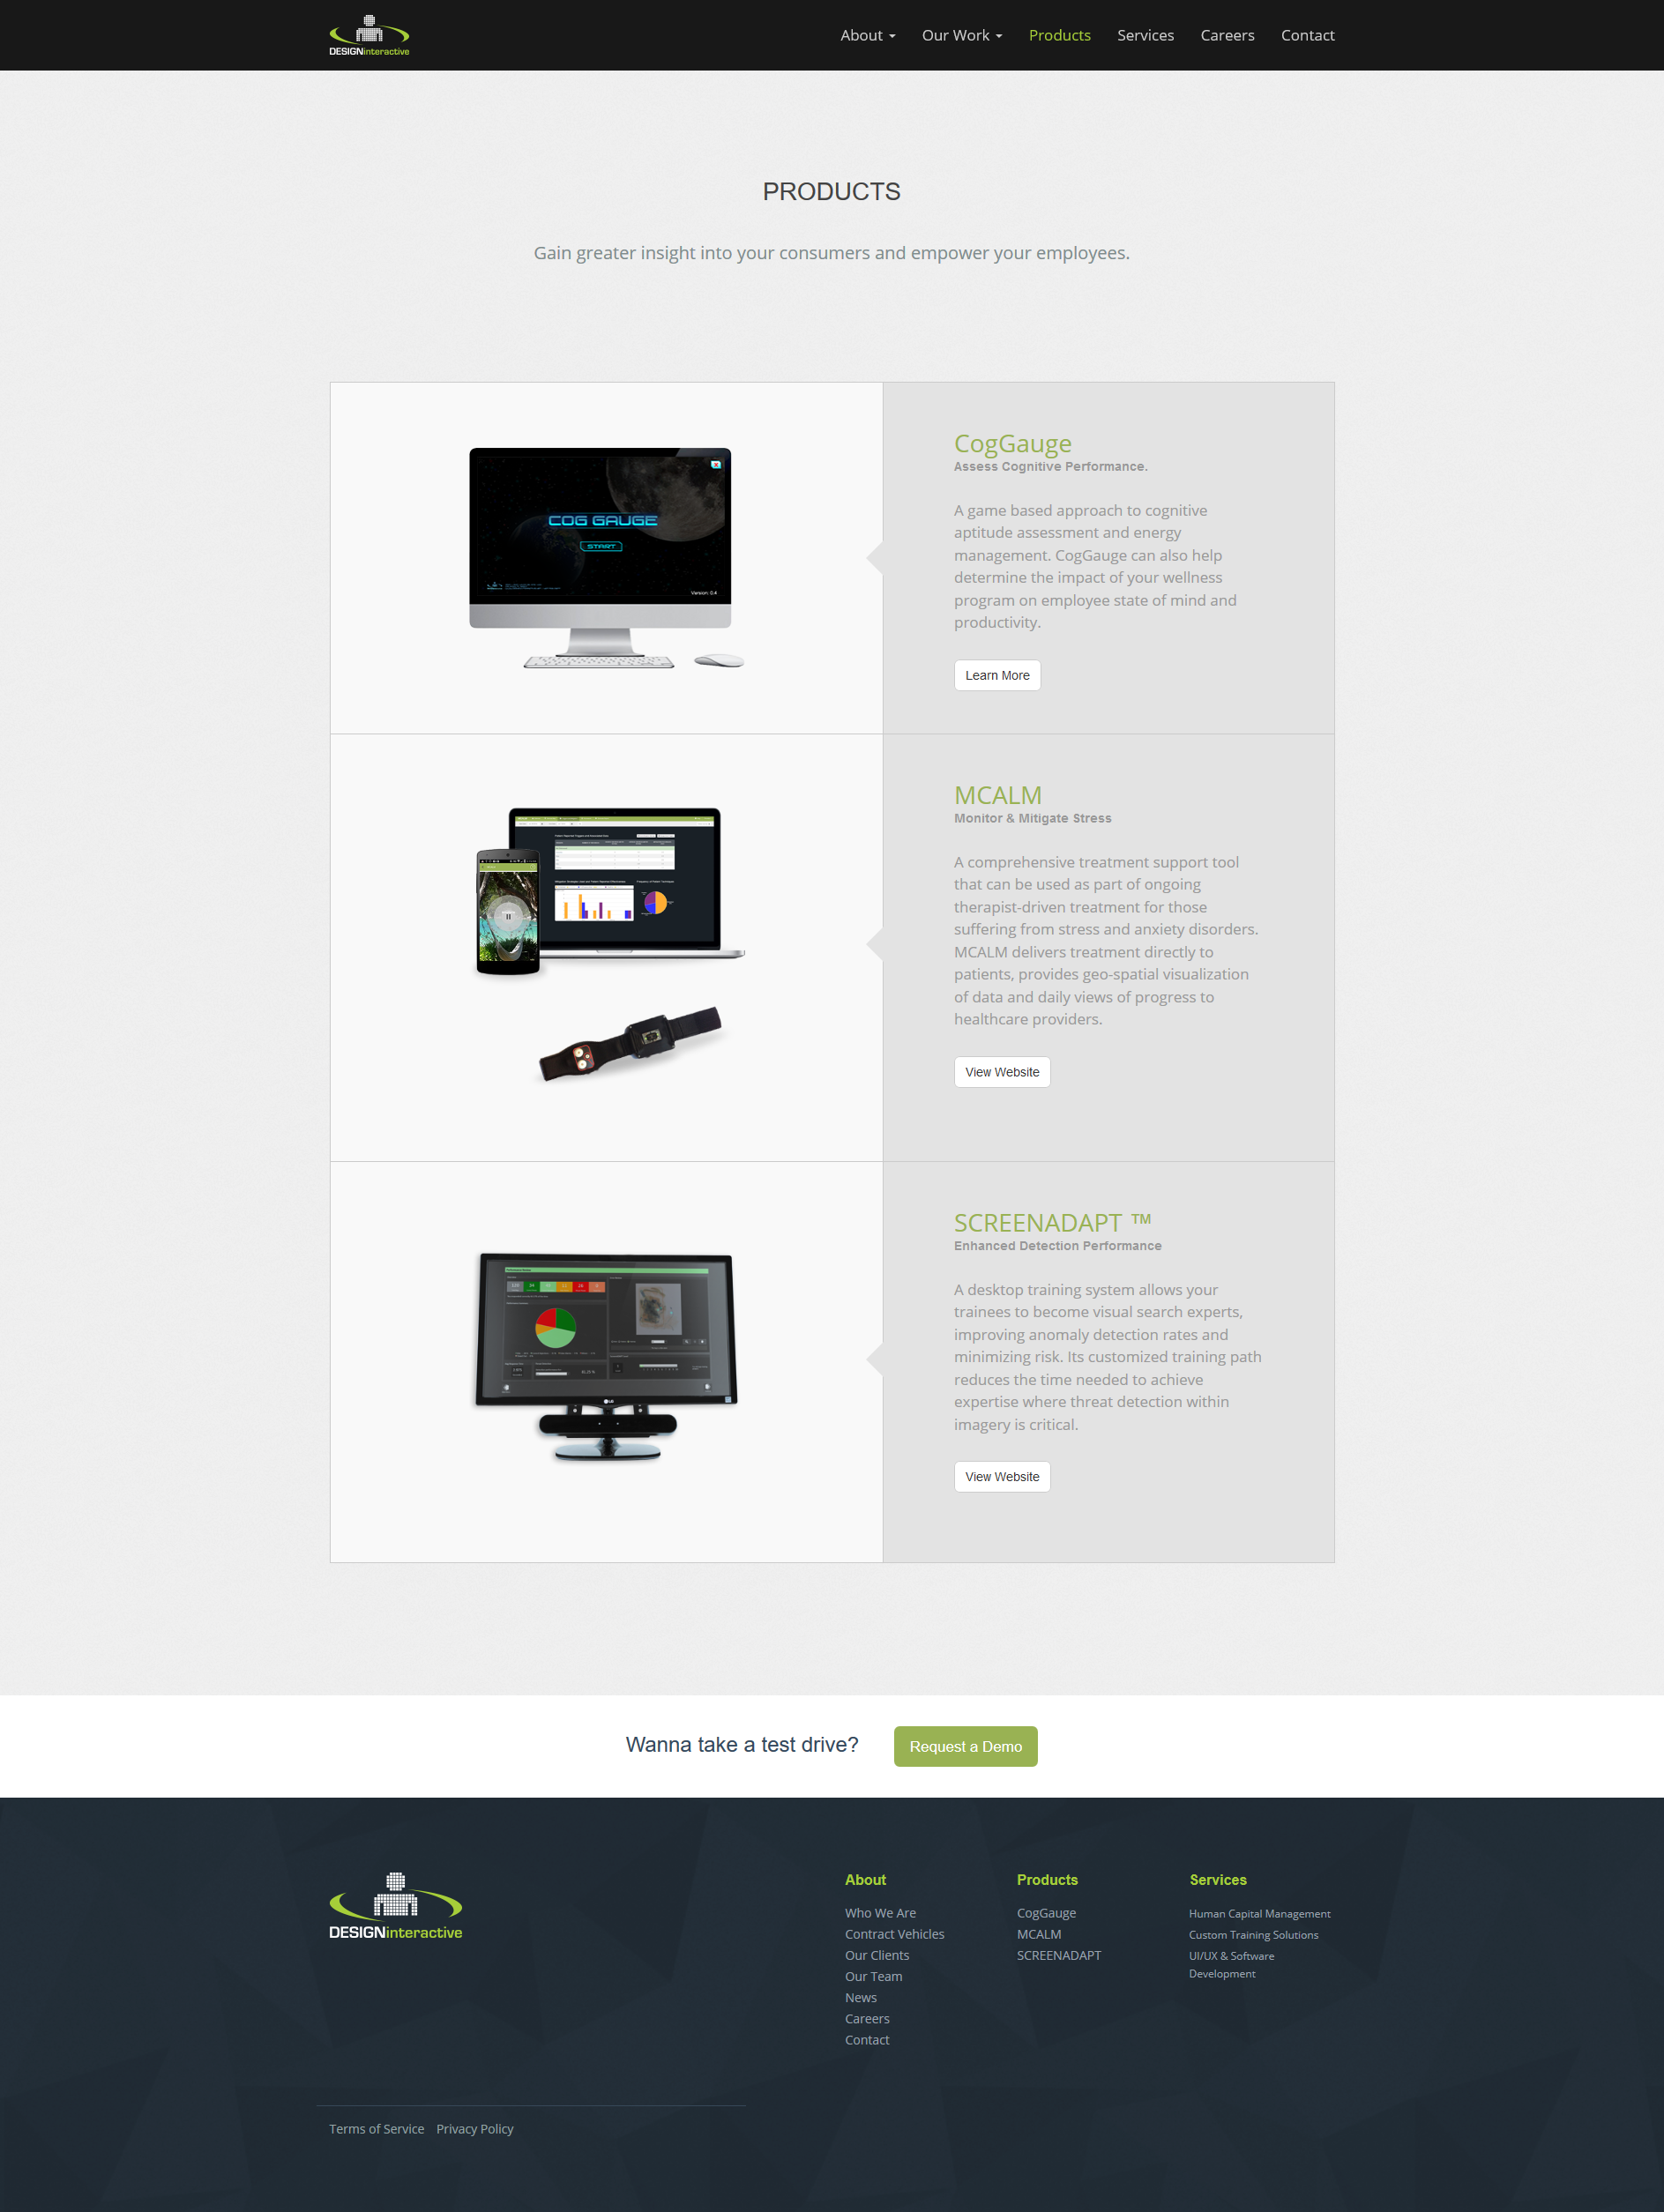 DESIGNinteractive
About
Our Work
Products
Services
Careers
Contact
PRODUCTS
Gain greater insight into your consumers and empower your employees.
COG GAUGE
START
Version: 0.4
CogGauge
Assess Cognitive Performance.
A game based approach to cognitive
aptitude assessment and energy
management. CogGauge can also help
determine the impact of your wellness
program on employee state of mind and
productivity.
Learn More
MCALM
Monitor & Mitigate Stress
A comprehensive treatment support tool
that can be used as part of ongoing
therapist-driven treatment for those
suffering from stress and anxiety disorders.
MCALM delivers treatment directly to
patients, provides geo-spatial visualization
of data and daily views of progress to
healthcare providers.
View Website
LG
SCREENADAPT ™
Enhanced Detection Performance
A desktop training system allows your
trainees to become visual search experts,
improving anomaly detection rates and
minimizing risk. Its customized training path
reduces the time needed to achieve
expertise where threat detection within
imagery is critical.
View Website
Wanna take a test drive?
Request a Demo
DESIGNinteractive
About
Who We Are
Contract Vehicles
Our Clients
Our Team
News
Careers
Contact
Products
CogGauge
MCALM
SCREENADAPT
Services
Human Capital Management
Custom Training Solutions
UI/UX & Software
Development
Terms of Service
Privacy Policy